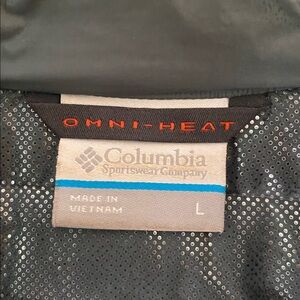 OMNI-HEAT
Columbia
Sportswear Company
MADE IN
VIETNAM
L